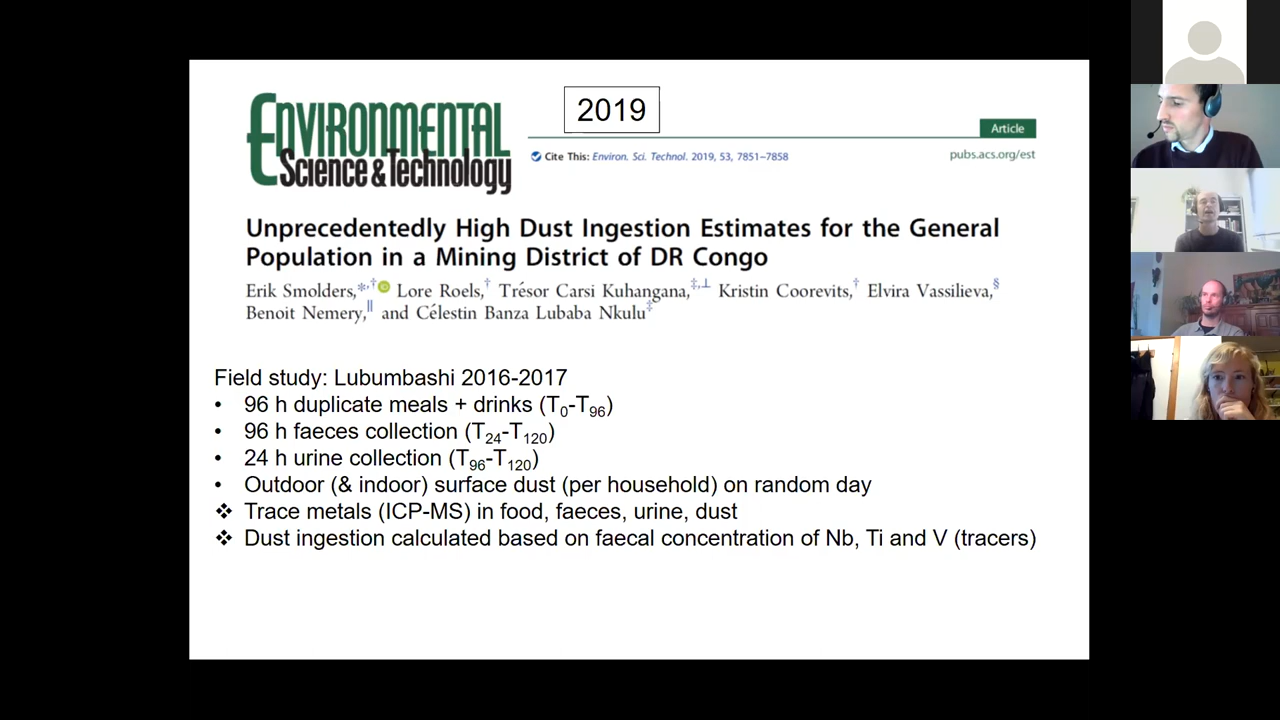 ENVIRONMENTAL
Science & Technology
2019
Article
Cite This: Environ. Sci. Technol. 2019, 53, 7851−7858
pubs.acs.org/est
Unprecedentedly High Dust Ingestion Estimates for the General
Population in a Mining District of DR Congo
Erik Smolders,*,† Lore Roels,† Trésor Carsi Kuhangana,‡,⊥ Kristin Coorevits,† Elvira Vassilieva,§
Benoit Nemery,∥ and Célestin Banza Lubaba Nkulu‡
Field study: Lubumbashi 2016-2017
• 96 h duplicate meals + drinks (T0-T96)
• 96 h faeces collection (T24-T120)
• 24 h urine collection (T96-T120)
• Outdoor (& indoor) surface dust (per household) on random day
❖ Trace metals (ICP-MS) in food, faeces, urine, dust
❖ Dust ingestion calculated based on faecal concentration of Nb, Ti and V (tracers)